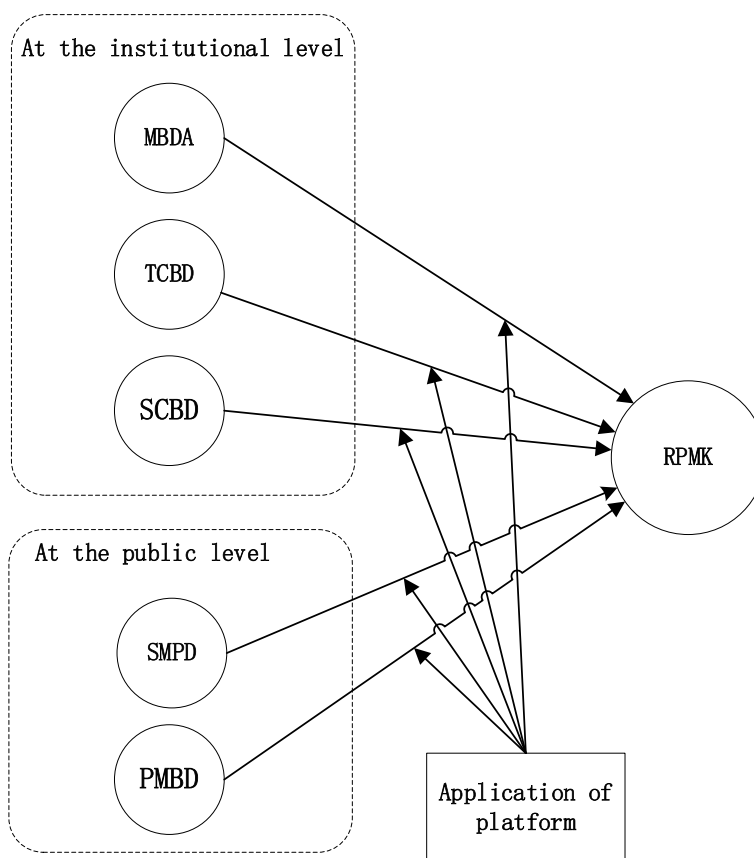 At the institutional level
MBDA
TCBD
SCBD
RPMK
At the public level
SMPD
PMBD
Application of
platform